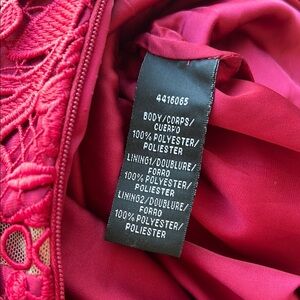 4416065
BODY/CORPS/
CUERPO
100% POLYESTER/
POLIESTER
LINING1/DOUBLURE/
FORRO
100% POLYESTER/
POLIESTER
LINING2/DOUBLURE/
FORRO
100% POLYESTER/
POLIESTER